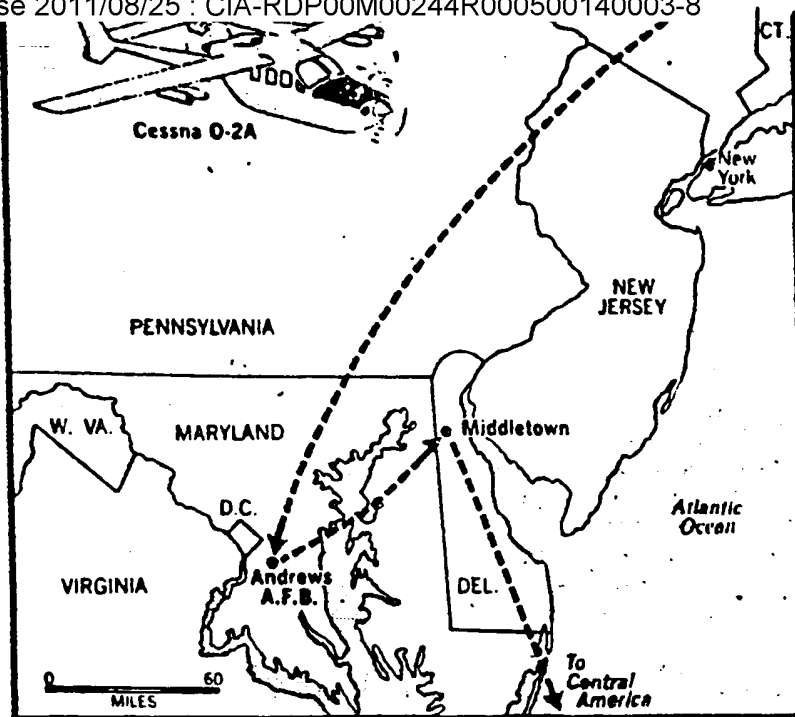 se 2011/08/25 : CIA-RDP00M00244R000500140003-8
CT.
Cessna O-2A
New
York
NEW
JERSEY
PENNSYLVANIA
W. VA.
MARYLAND
Middletown
D.C.
Atlantic
Ocean
VIRGINIA
Andrews
A.F.B.
DEL.
To
Central
America
0 60
MILES